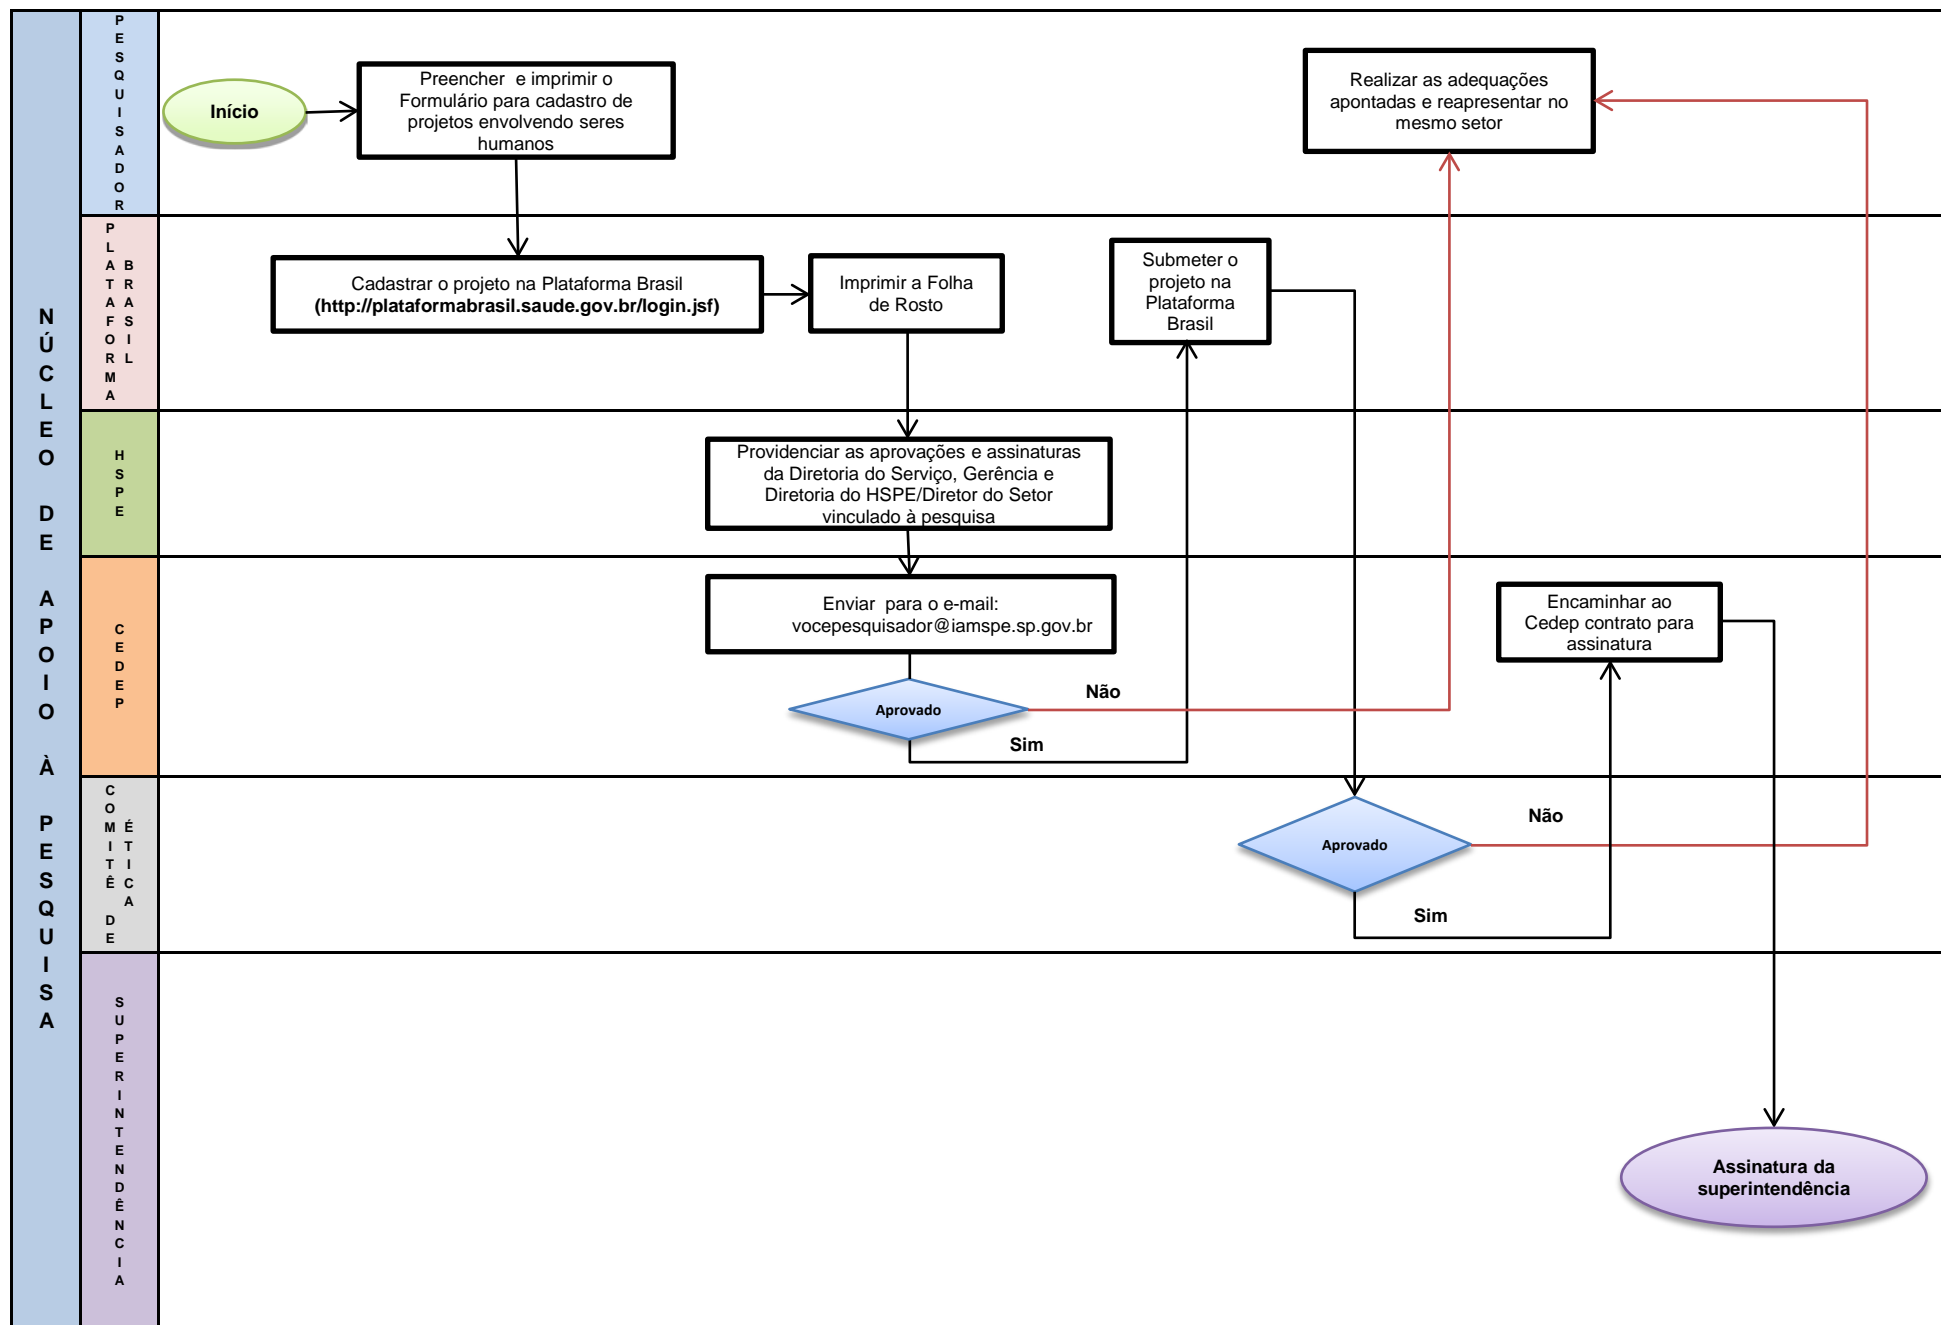 NÚCLEO DE APOIO À PESQUISA
PESQUISADOR
Início
Preencher e imprimir o
Formulário para cadastro de
projetos envolvendo seres
humanos
Realizar as adequações
apontadas e reapresentar no
mesmo setor
PLATAFORMA
BRASIL
Cadastrar o projeto na Plataforma Brasil
(http://plataformabrasil.saude.gov.br/login.jsf)
Imprimir a Folha
de Rosto
Submeter o
projeto na
Plataforma
Brasil
HSPE
Providenciar as aprovações e assinaturas
da Diretoria do Serviço, Gerência e
Diretoria do HSPE/Diretor do Setor
vinculado à pesquisa
CEDEP
Enviar para o e-mail:
vocepesquisador@iamspe.sp.gov.br
Aprovado
Não
Sim
Encaminhar ao
Cedep contrato para
assinatura
COMITÊ DE
ÉTICA
Aprovado
Não
Sim
SUPERINTENDÊNCIA
Assinatura da
superintendência